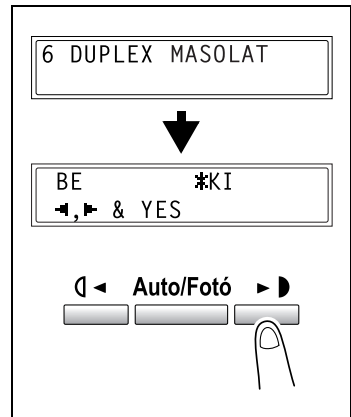 6 DUPLEX MASOLAT
BE *KI
◄,► & YES
◄ Auto/Fotó ►